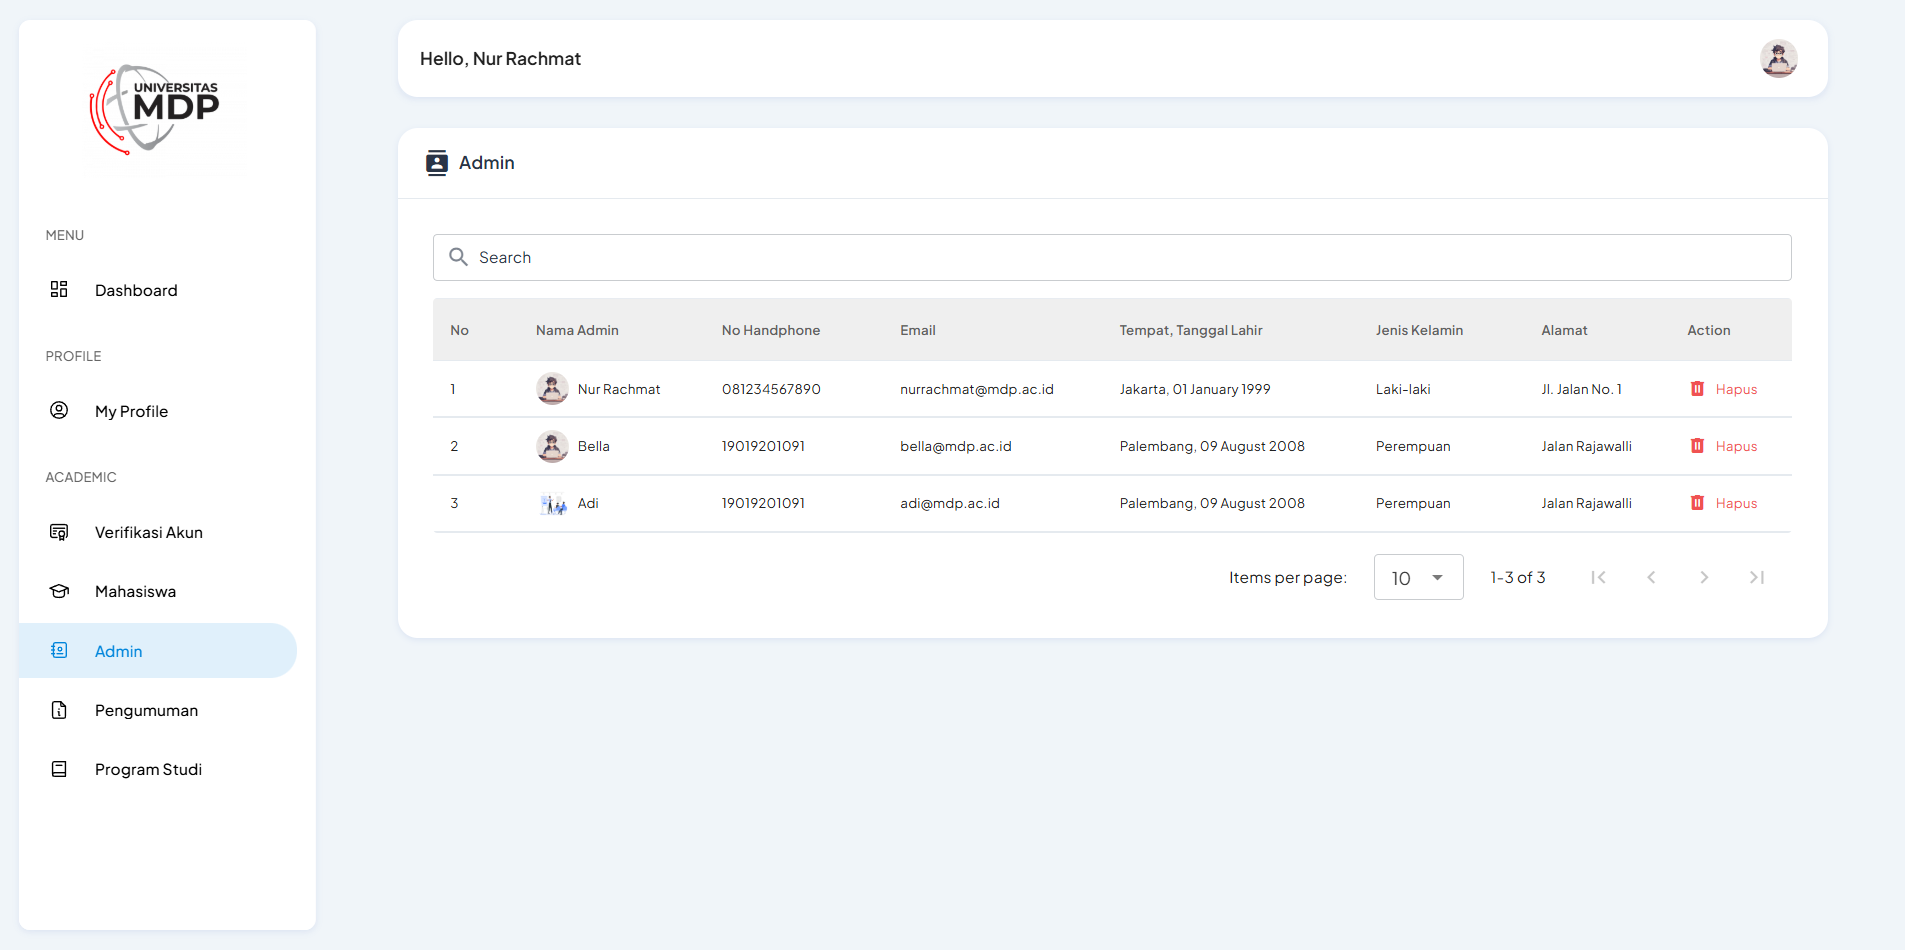 UNIVERSITAS
MDP
MENU
Dashboard
PROFILE
My Profile
ACADEMIC
Verifikasi Akun
Mahasiswa
Admin
Pengumuman
Program Studi
Hello, Nur Rachmat
Admin
Search
No Nama Admin No Handphone Email Tempat, Tanggal Lahir Jenis Kelamin Alamat Action
1 Nur Rachmat 081234567890 nurrachmat@mdp.ac.id Jakarta, 01 January 1999 Laki-laki Jl. Jalan No. 1 Hapus
2 Bella 19019201091 bella@mdp.ac.id Palembang, 09 August 2008 Perempuan Jalan Rajawalli Hapus
3 Adi 19019201091 adi@mdp.ac.id Palembang, 09 August 2008 Perempuan Jalan Rajawalli Hapus
Items per page: 10 1-3 of 3